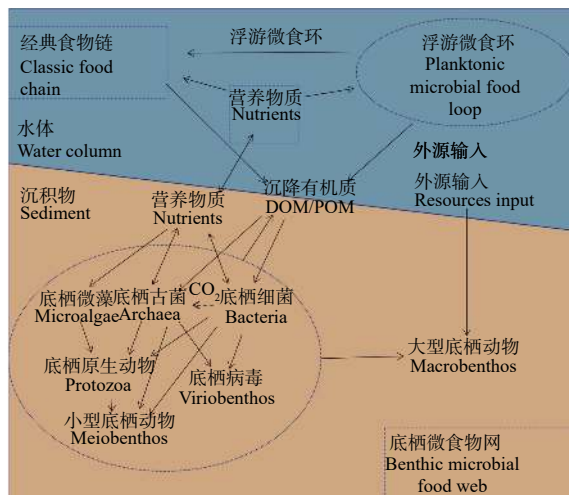 经典食物链
Classic food
chain
浮游微食环
浮游微食环
Planktonic
microbial food
loop
营养物质
Nutrients
水体
Water column
外源输入
外源输入
Resources input
沉积物
Sediment
营养物质
Nutrients
沉降有机质
DOM/POM
底栖微藻
Microalgae
底栖古菌
Archaea
CO₂
底栖细菌
Bacteria
底栖原生动物
Protozoa
底栖病毒
Viriobenthos
小型底栖动物
Meiobenthos
大型底栖动物
Macrobenthos
底栖微食物网
Benthic microbial
food web